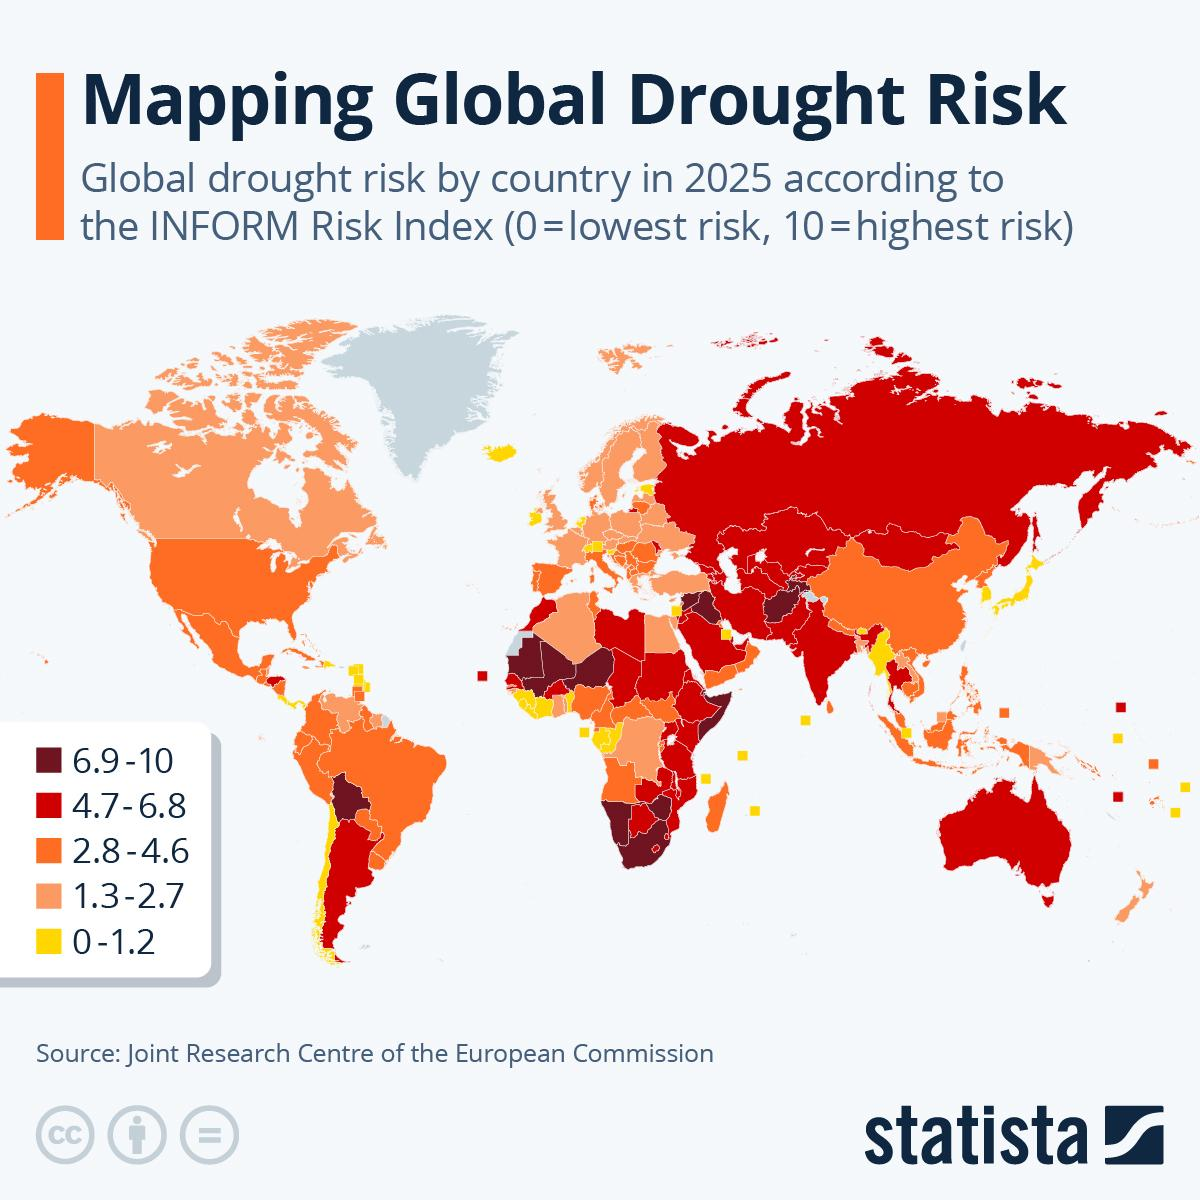 Mapping Global Drought Risk
Global drought risk by country in 2025 according to
the INFORM Risk Index (0=lowest risk, 10=highest risk)
6.9-10
4.7-6.8
2.8-4.6
1.3-2.7
0-1.2
Source: Joint Research Centre of the European Commission
cc
statista